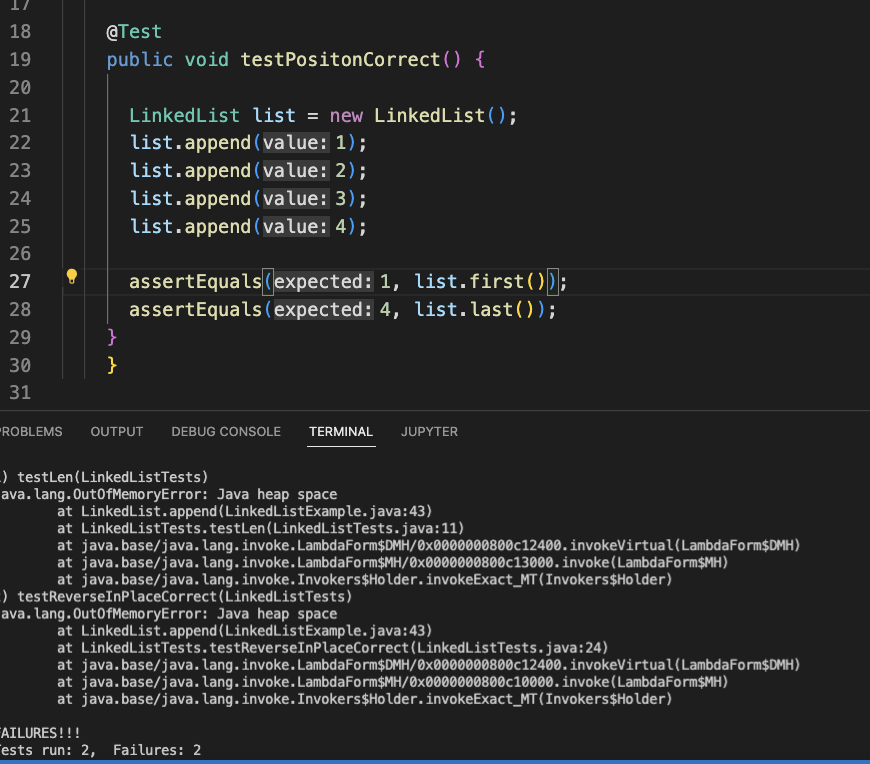 17
18 @Test
19 public void testPositonCorrect() {
20
21 LinkedList list = new LinkedList();
22 list.append(value: 1);
23 list.append(value: 2);
24 list.append(value: 3);
25 list.append(value: 4);
26
27 assertEquals(expected: 1, list.first());
28 assertEquals(expected: 4, list.last());
29 }
30 }
31
ROBLEMS OUTPUT DEBUG CONSOLE TERMINAL JUPYTER
) testLen(LinkedListTests)
ava.lang.OutOfMemoryError: Java heap space
at LinkedList.append(LinkedListExample.java:43)
at LinkedListTests.testLen(LinkedListTests.java:11)
at java.base/java.lang.invoke.LambdaForm$DMH/0x0000000800c12400.invokeVirtual(LambdaForm$DMH)
at java.base/java.lang.invoke.LambdaForm$MH/0x0000000800c13000.invoke(LambdaForm$MH)
at java.base/java.lang.invoke.Invokers$Holder.invokeExact_MT(Invokers$Holder)
) testReverseInPlaceCorrect(LinkedListTests)
ava.lang.OutOfMemoryError: Java heap space
at LinkedList.append(LinkedListExample.java:43)
at LinkedListTests.testReverseInPlaceCorrect(LinkedListTests.java:24)
at java.base/java.lang.invoke.LambdaForm$DMH/0x0000000800c12400.invokeVirtual(LambdaForm$DMH)
at java.base/java.lang.invoke.LambdaForm$MH/0x0000000800c10000.invoke(LambdaForm$MH)
at java.base/java.lang.invoke.Invokers$Holder.invokeExact_MT(Invokers$Holder)
AILURES!!!
ests run: 2,  Failures: 2